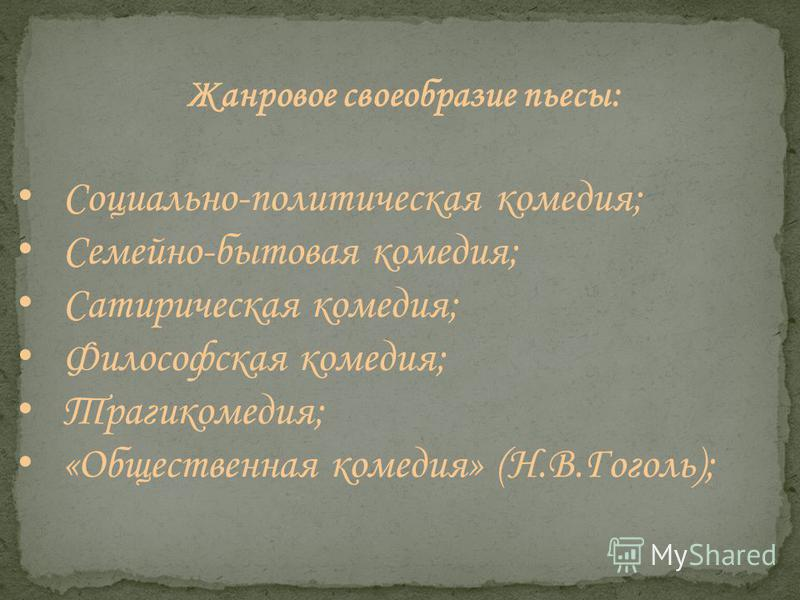 Жанровое своеобразие пьесы:
• Социально-политическая комедия;
• Семейно-бытовая комедия;
• Сатирическая комедия;
• Философская комедия;
• Трагикомедия;
• «Общественная комедия» (Н.В.Гоголь);
MyShared